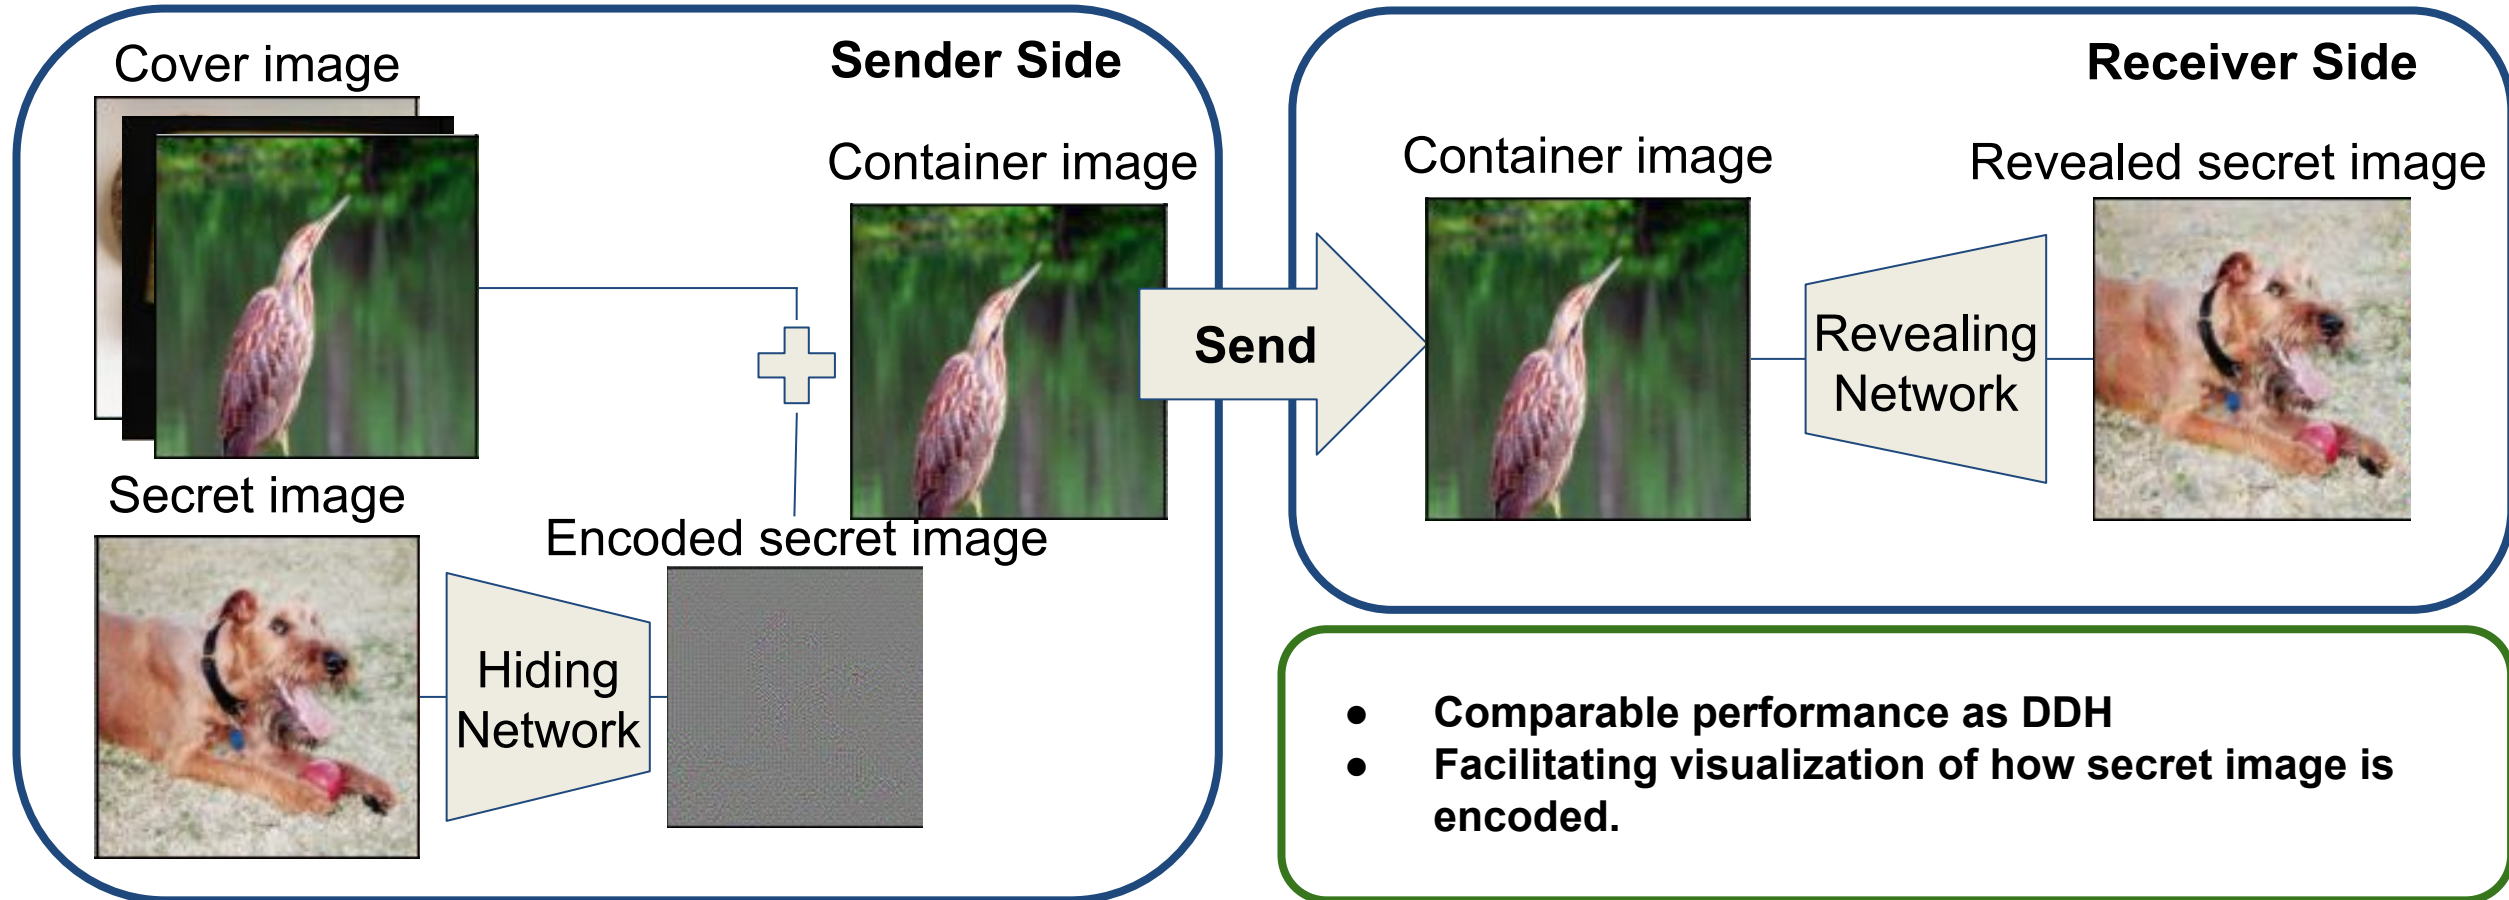 Sender Side
Cover image
Container image
Secret image
Encoded secret image
Hiding
Network
Send
Receiver Side
Container image
Revealed secret image
Revealing
Network
● Comparable performance as DDH
● Facilitating visualization of how secret image is
encoded.